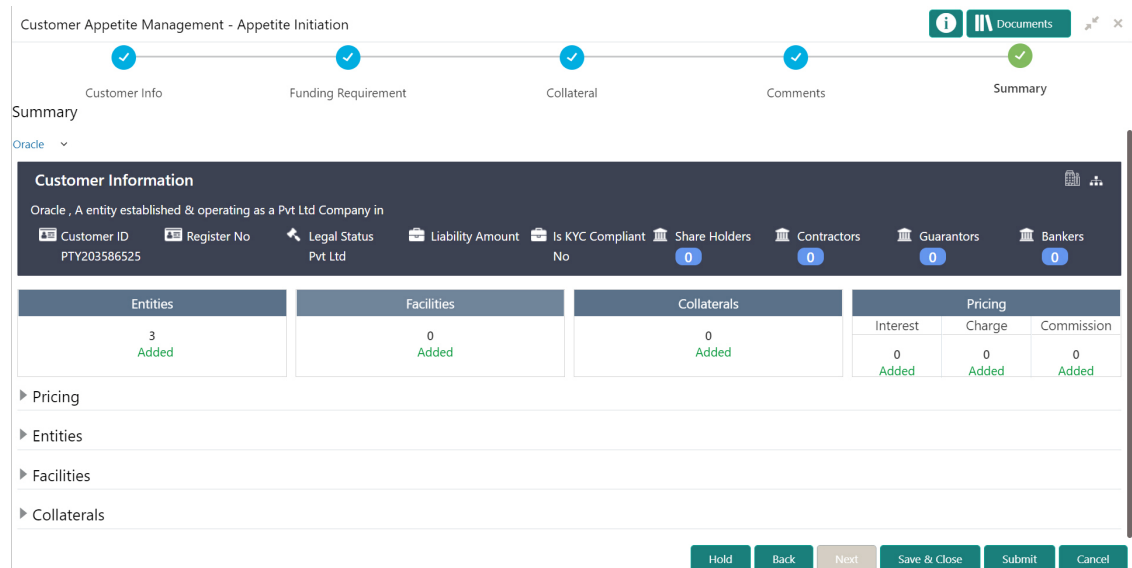 Customer Appetite Management - Appetite Initiation
Documents
Customer Info Funding Requirement Collateral Comments Summary
Summary
Oracle
Customer Information
Oracle , A entity established & operating as a Pvt Ltd Company in
Customer ID Register No Legal Status Liability Amount Is KYC Compliant Share Holders Contractors Guarantors Bankers
PTY203586525 Pvt Ltd No 0 0 0 0
Entities Facilities Collaterals Pricing
Interest Charge Commission
3 0 0 0 0 0
Added Added Added Added Added Added
Pricing
Entities
Facilities
Collaterals
Hold Back Next Save & Close Submit Cancel